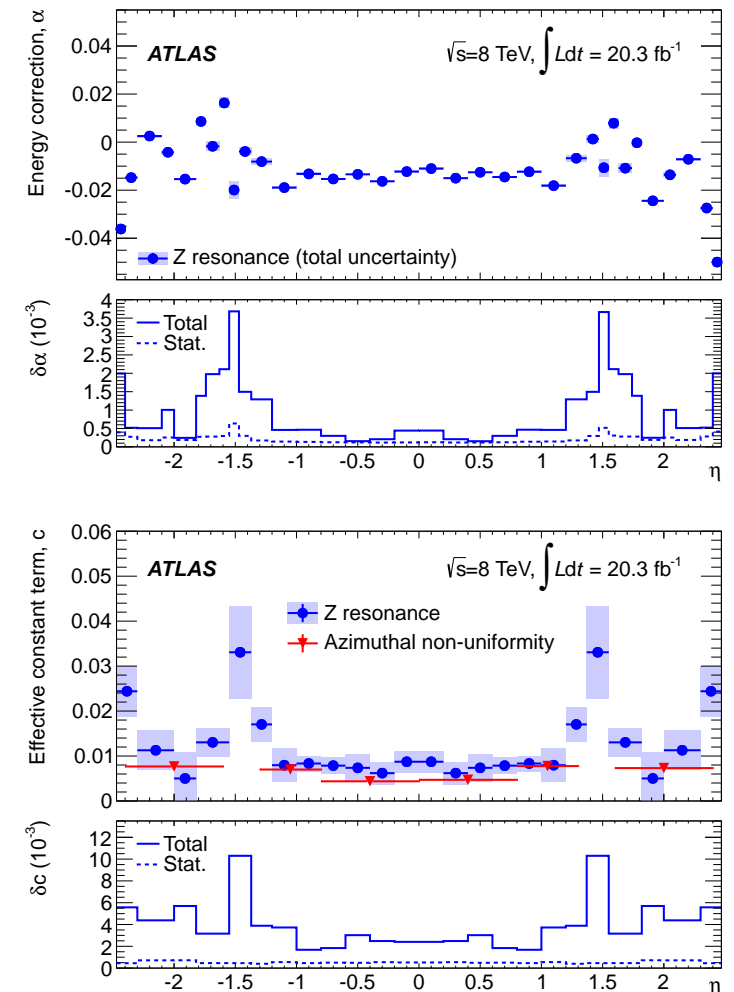 Energy correction, α
0.04
0.02
0
-0.02
-0.04
ATLAS
√s=8 TeV, ∫Ldt = 20.3 fb-1
Z resonance (total uncertainty)
δα (10-3)
4
3.5
3
2.5
2
1.5
1
0.5
0
Total
Stat.
-2 -1.5 -1 -0.5 0 0.5 1 1.5 2
η
Effective constant term, c
0.06
0.05
0.04
0.03
0.02
0.01
0
ATLAS
√s=8 TeV, ∫Ldt = 20.3 fb-1
Z resonance
Azimuthal non-uniformity
δc (10-3)
12
10
8
6
4
2
0
Total
Stat.
-2 -1.5 -1 -0.5 0 0.5 1 1.5 2
η